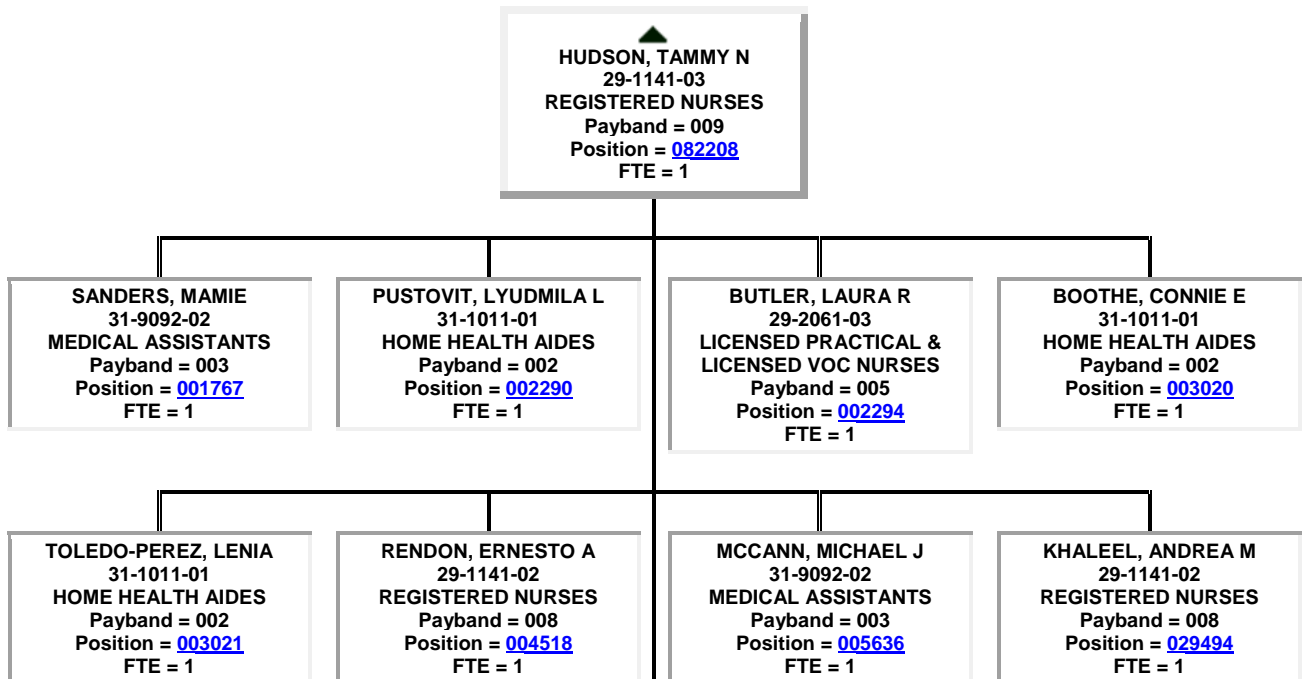 HUDSON, TAMMY N
29-1141-03
REGISTERED NURSES
Payband = 009
Position = 082208
FTE = 1
SANDERS, MAMIE
31-9092-02
MEDICAL ASSISTANTS
Payband = 003
Position = 001767
FTE = 1
PUSTOVIT, LYUDMILA L
31-1011-01
HOME HEALTH AIDES
Payband = 002
Position = 002290
FTE = 1
BUTLER, LAURA R
29-2061-03
LICENSED PRACTICAL &
LICENSED VOC NURSES
Payband = 005
Position = 002294
FTE = 1
BOOTHE, CONNIE E
31-1011-01
HOME HEALTH AIDES
Payband = 002
Position = 003020
FTE = 1
TOLEDO-PEREZ, LENIA
31-1011-01
HOME HEALTH AIDES
Payband = 002
Position = 003021
FTE = 1
RENDON, ERNESTO A
29-1141-02
REGISTERED NURSES
Payband = 008
Position = 004518
FTE = 1
MCCANN, MICHAEL J
31-9092-02
MEDICAL ASSISTANTS
Payband = 003
Position = 005636
FTE = 1
KHALEEL, ANDREA M
29-1141-02
REGISTERED NURSES
Payband = 008
Position = 029494
FTE = 1